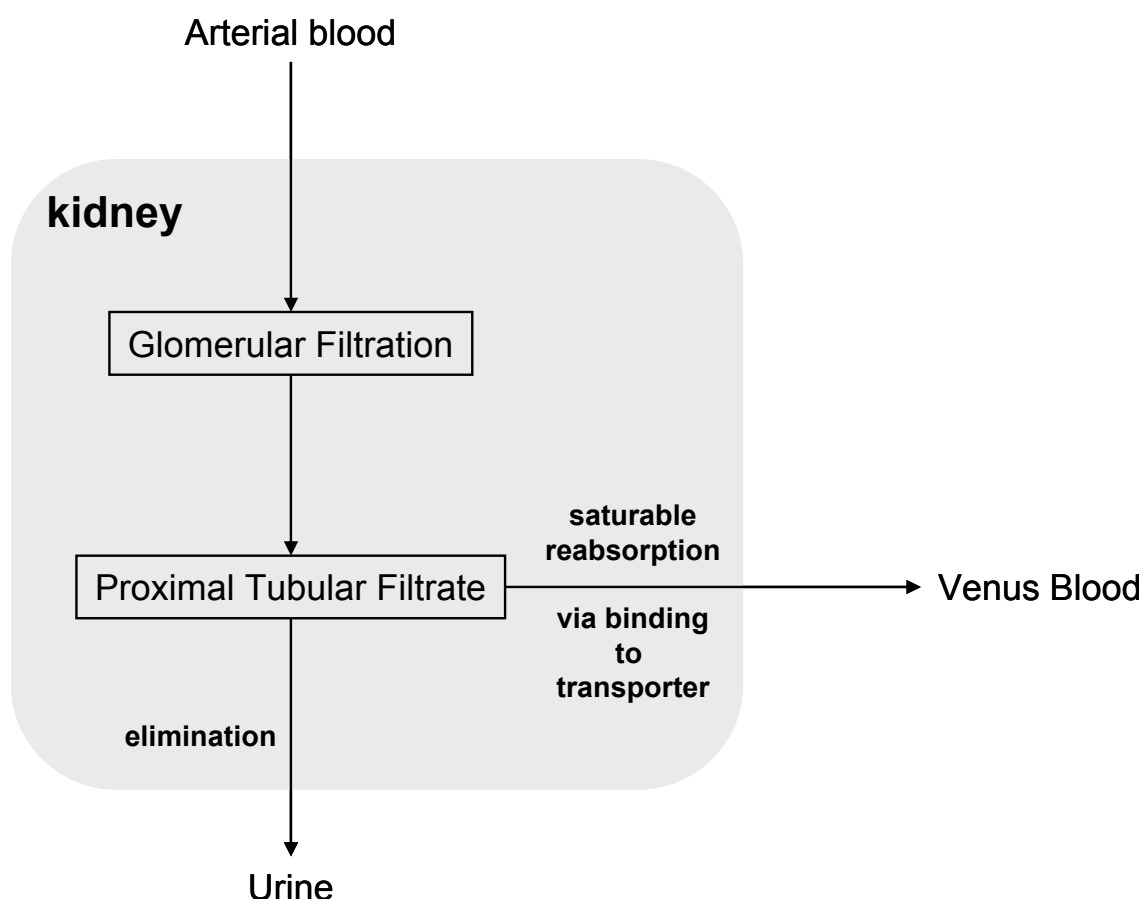 Arterial blood
kidney
Glomerular Filtration
saturable
reabsorption
Proximal Tubular Filtrate
Venus Blood
via binding
to
transporter
elimination
Urine